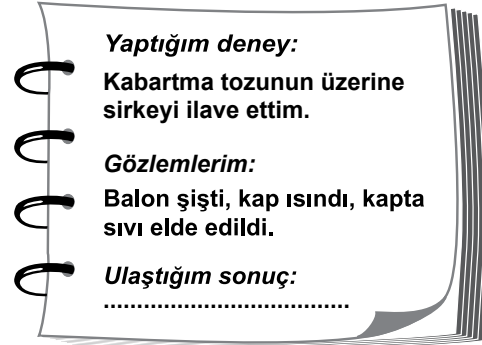 Yaptığım deney:
Kabartma tozunun üzerine
sirkeyi ilave ettim.
Gözlemlerim:
Balon şişti, kap ısındı, kapta
sıvı elde edildi.
Ulaştığım sonuç:
.....................................